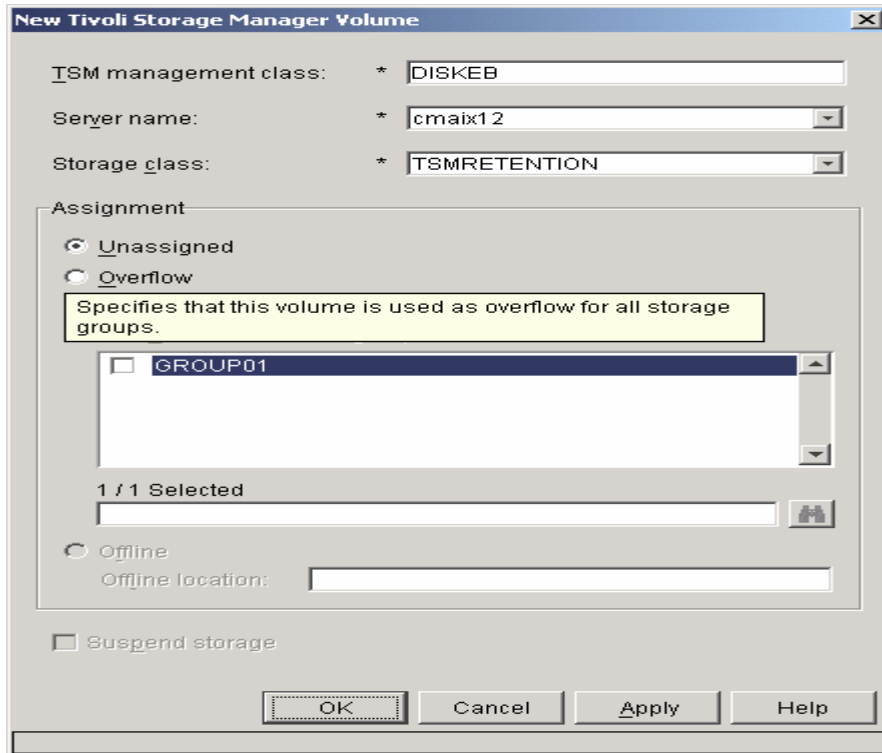 New Tivoli Storage Manager Volume
TSM management class: * DISKEB
Server name: * cmaix12
Storage class: * TSMRETENTION
Assignment
Unassigned
Overflow
Specifies that this volume is used as overflow for all storage
groups.
GROUP01
1 / 1 Selected
Offline
Offline location:
Suspend storage
OK Cancel Apply Help